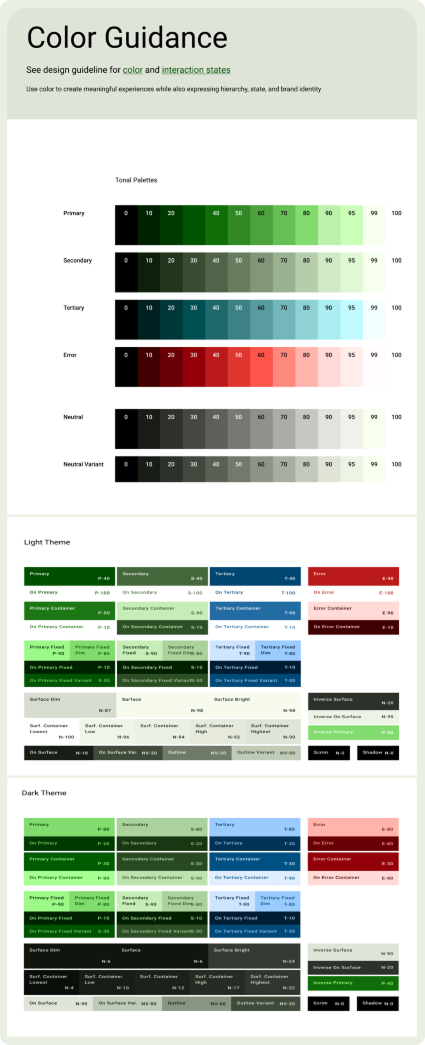 Color Guidance
See design guideline for color and interaction states
Use color to create meaningful experiences while also expressing hierarchy, state, and brand identity
Tonal Palettes
Primary 0 10 20 40 50 60 70 80 90 95 99 100
Secondary 0 10 20 30 40 50 60 70 80 90 95 99 100
Tertiary 0 10 20 30 40 50 60 70 80 90 95 99 100
Error 0 10 20 30 40 50 60 70 80 90 95 99 100
Neutral 0 10 20 30 40 50 60 70 80 90 95 99 100
Neutral Variant 0 10 20 30 40 50 60 70 80 90 95 99 100
Light Theme
Primary P-40 Secondary S-40 Tertiary T-40 Error E-40
On Primary P-100 On Secondary S-100 On Tertiary T-100 On Error E-100
Primary Container P-90 Secondary Container S-90 Tertiary Container T-90 Error Container E-90
On Primary Container P-10 On Secondary Container S-10 On Tertiary Container T-10 On Error Container E-10
Primary Fixed P-90 Primary Fixed Dim P-80 Secondary Fixed S-90 Secondary Fixed Dim S-80 Tertiary Fixed T-90 Tertiary Fixed Dim T-80
On Primary Fixed P-10 On Secondary Fixed S-10 On Tertiary Fixed T-10
On Primary Fixed Variant S-30 On Secondary Fixed Variant S-30 On Tertiary Fixed Variant T-30
Surface Dim N-87 Surface N-98 Surface Bright N-98 Inverse Surface N-20
Surf. Container Lowest N-100 Surf. Container Low N-96 N-94 Surf. Container High N-92 Surf. Container Highest N-90 Inverse On Surface N-95
Inverse Primary P-80
On Surface N-10 On Surface Var. NV-30 Outline NV-50 Outline Variant NV-80 Scrim N-0 Shadow N-0
Dark Theme
Primary P-80 Secondary S-80 Tertiary T-80 Error E-80
On Primary P-20 On Secondary S-20 On Tertiary T-20 On Error
Primary Container P-30 Secondary Container S-30 Tertiary Container T-30 Error Container E-30
On Primary Container P-90 On Secondary Container S-90 On Tertiary Container T-90 On Error Container E-90
Primary Fixed P-90 Primary Fixed Dim P-80 Secondary Fixed S-90 Secondary Fixed Dim S-80 Tertiary Fixed T-90 Tertiary Fixed Dim T-80
On Primary Fixed P-10 On Secondary Fixed S-10 On Tertiary Fixed T-10
On Primary Fixed Variant S-30 On Secondary Fixed Variant S-30 On Tertiary Fixed Variant T-30
Surface Dim N-6 Surface N-6 Surface Bright N-24 Inverse Surface N-90
Surf. Container Lowest N-4 Surf. Container Low N-10 N-12 Surf. Container High N-17 Surf. Container Highest N-22 Inverse On Surface N-20
Inverse Primary P-40
On Surface N-90 On Surface Var. NV-80 Outline NV-60 Outline Variant NV-30 Scrim N-0 Shadow N-0